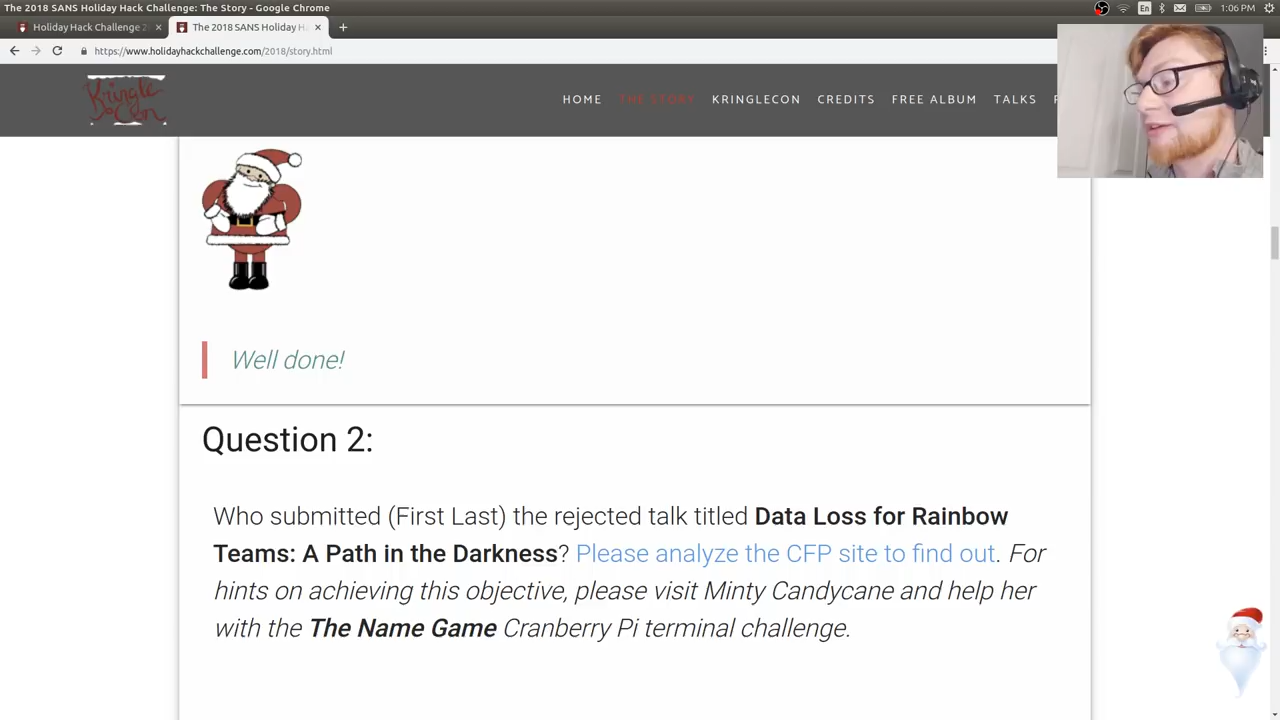 The 2018 SANS Holiday Hack Challenge: The Story - Google Chrome
En
1:06 PM
Holiday Hack Challenge 2
The 2018 SANS Holiday H
https://www.holidayhackchallenge.com/2018/story.html
Kringle
Con
HOME THE STORY KRINGLECON CREDITS FREE ALBUM TALKS
Well done!
Question 2:
Who submitted (First Last) the rejected talk titled Data Loss for Rainbow
Teams: A Path in the Darkness? Please analyze the CFP site to find out. For
hints on achieving this objective, please visit Minty Candycane and help her
with the The Name Game Cranberry Pi terminal challenge.